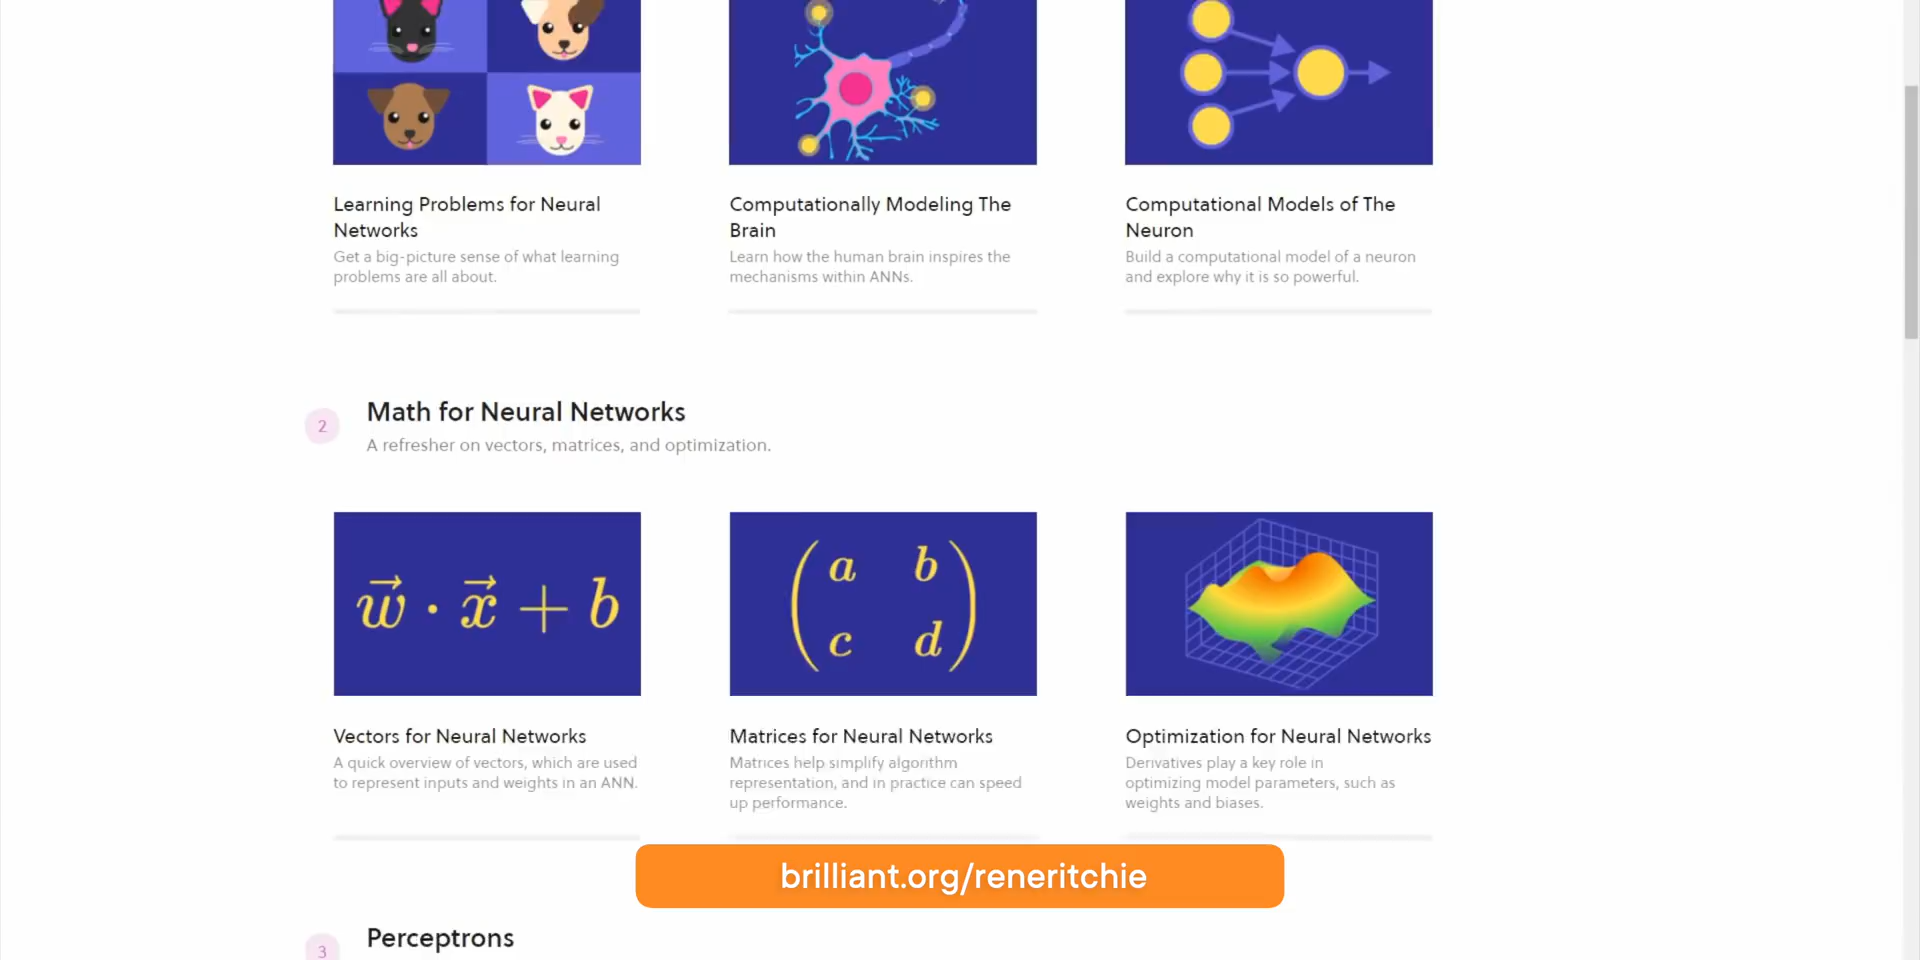 Learning Problems for Neural
Networks
Get a big-picture sense of what learning
problems are all about.
Computationally Modeling The
Brain
Learn how the human brain inspires the
mechanisms within ANNs.
Computational Models of The
Neuron
Build a computational model of a neuron
and explore why it is so powerful.
2
Math for Neural Networks
A refresher on vectors, matrices, and optimization.
w⃗ · x⃗ + b
a b
c d
Vectors for Neural Networks
A quick overview of vectors, which are used
to represent inputs and weights in an ANN.
Matrices for Neural Networks
Matrices help simplify algorithm
representation, and in practice can speed
up performance.
Optimization for Neural Networks
Derivatives play a key role in
optimizing model parameters, such as
weights and biases.
brilliant.org/reneritchie
3
Perceptrons